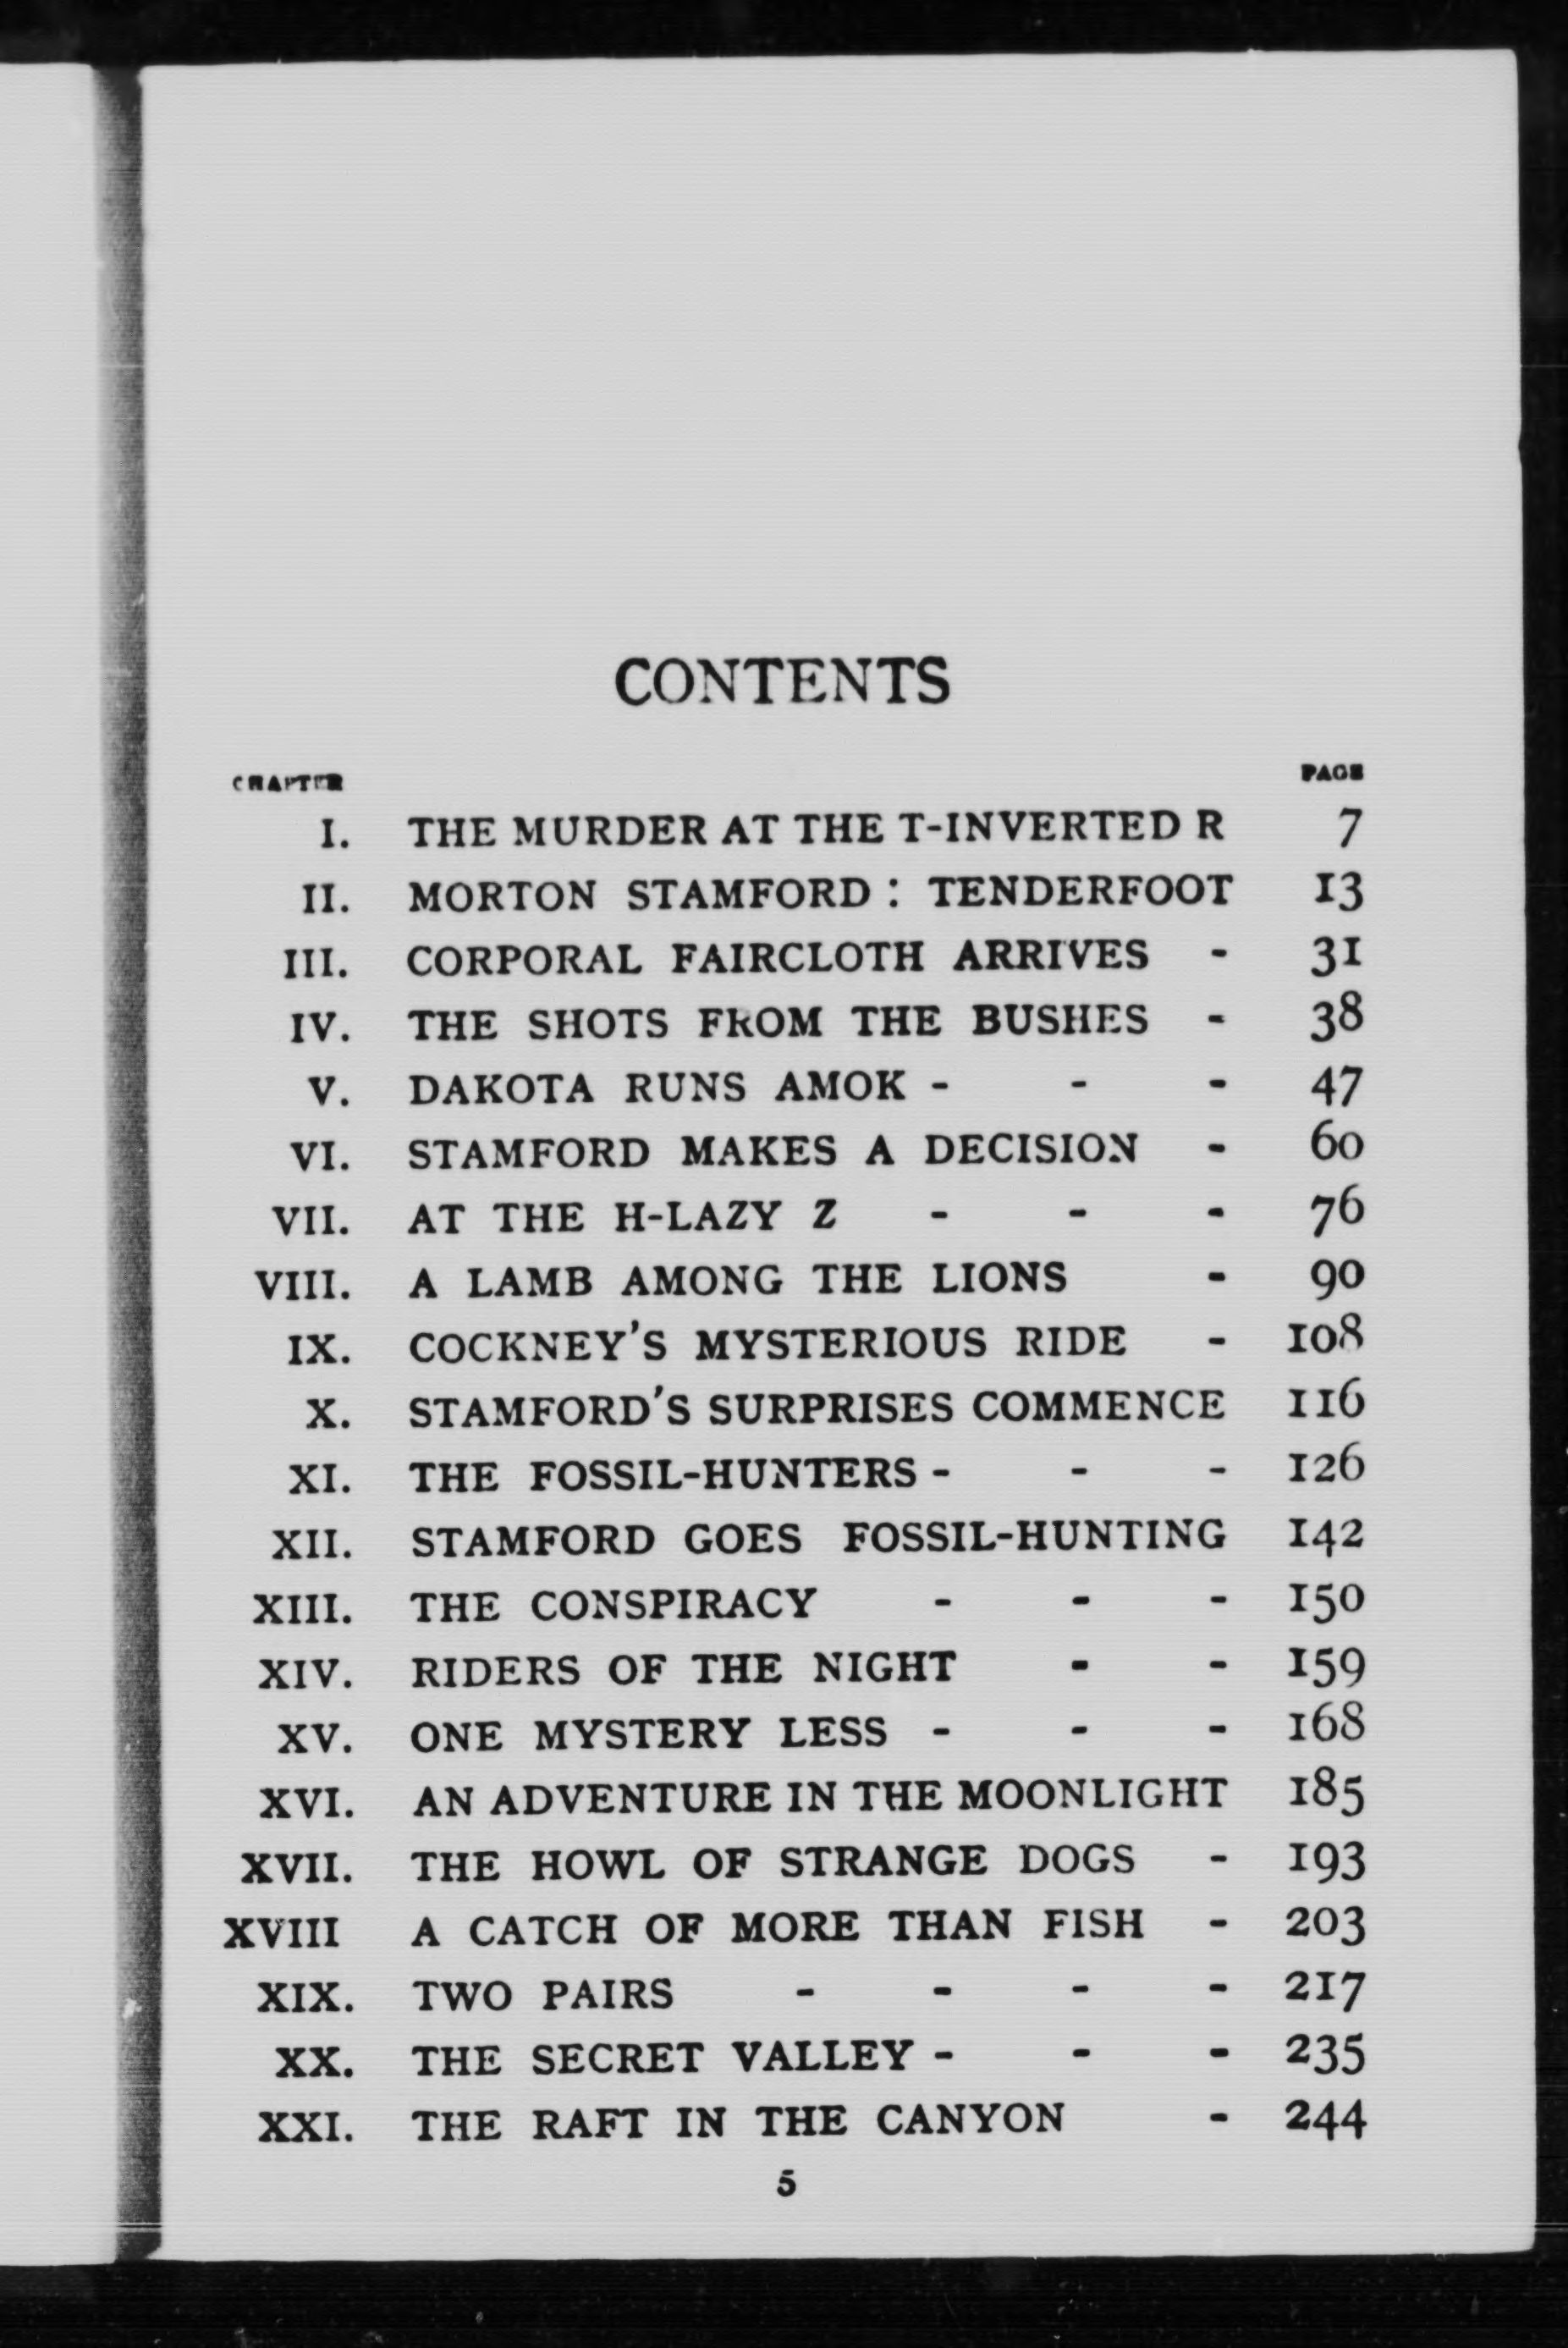 CONTENTS
CHAPTER PAGE
I. THE MURDER AT THE T-INVERTED R 7
II. MORTON STAMFORD : TENDERFOOT 13
III. CORPORAL FAIRCLOTH ARRIVES - 31
IV. THE SHOTS FROM THE BUSHES - 38
V. DAKOTA RUNS AMOK - - - 47
VI. STAMFORD MAKES A DECISION - 60
VII. AT THE H-LAZY Z - - - 76
VIII. A LAMB AMONG THE LIONS - 90
IX. COCKNEY'S MYSTERIOUS RIDE - 108
X. STAMFORD'S SURPRISES COMMENCE 116
XI. THE FOSSIL-HUNTERS - - - 126
XII. STAMFORD GOES FOSSIL-HUNTING 142
XIII. THE CONSPIRACY - - - 150
XIV. RIDERS OF THE NIGHT - - 159
XV. ONE MYSTERY LESS - - - 168
XVI. AN ADVENTURE IN THE MOONLIGHT 185
XVII. THE HOWL OF STRANGE DOGS - 193
XVIII A CATCH OF MORE THAN FISH - 203
XIX. TWO PAIRS - - - - 217
XX. THE SECRET VALLEY - - - 235
XXI. THE RAFT IN THE CANYON - 244
5